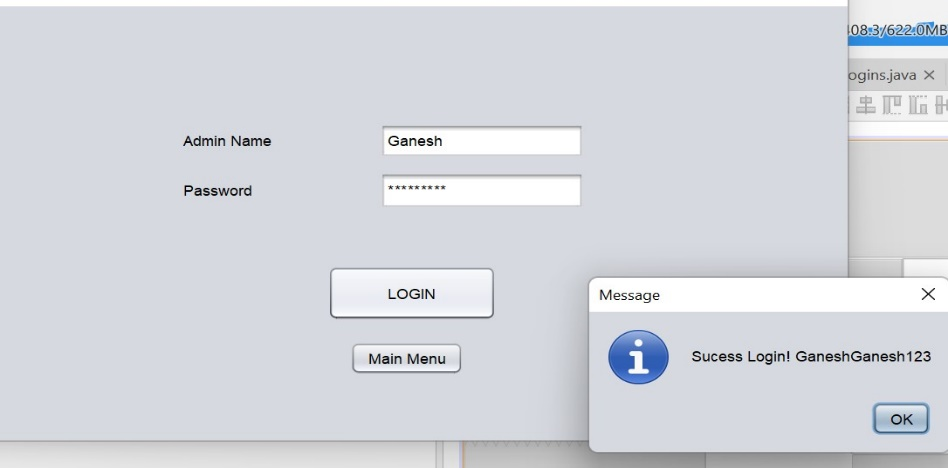 08.3/622.0MB
ogins.java ×
Admin Name
Ganesh
Password
*********
LOGIN
Main Menu
Message
Sucess Login! GaneshGanesh123
OK